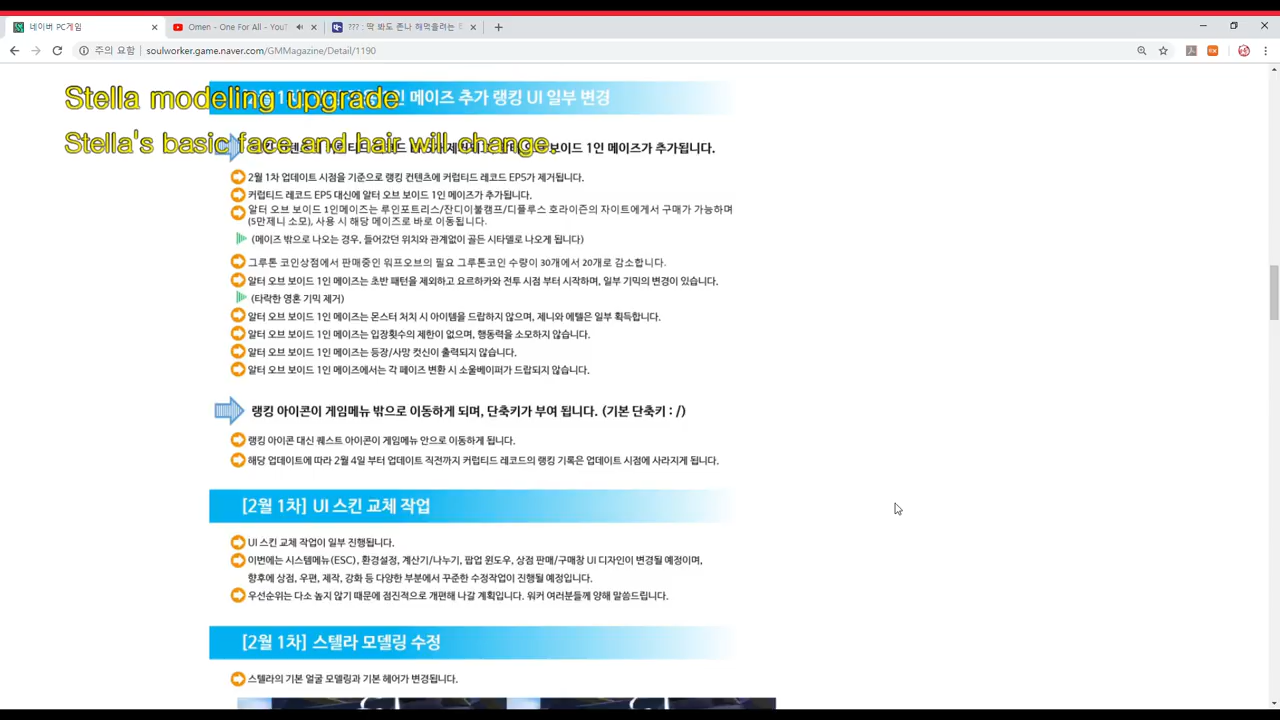 네이버 PC게임
Omen - One For All - YouT
??? : 딱 봐도 존나 해먹을려는 E
주의 요함
soulworker.game.naver.com/GMMagazine/Detail/1190
Stella modeling upgrade
메이즈 추가 랭킹 UI 일부 변경
Stella's basic face and hair will change.
보이드 1인 메이즈가 추가됩니다.
2월 1차 업데이트 시점을 기준으로 랭킹 컨텐츠에 커럽티드 레코드 EP5가 제거됩니다.
커럽티드 레코드 EP5 대신에 알터 오브 보이드 1인 메이즈가 추가됩니다.
알터 오브 보이드 1인메이즈는 루인포트리스/잔디이불캠프/디플루스 호라이즌의 자이트에게서 구매가 가능하며
(5만제니 소모), 사용 시 해당 메이즈로 바로 이동됩니다.
(메이즈 밖으로 나오는 경우, 들어갔던 위치와 관계없이 골든 시타델로 나오게 됩니다)
그루톤 코인상점에서 판매중인 워프오브의 필요 그루톤코인 수량이 30개에서 20개로 감소합니다.
알터 오브 보이드 1인 메이즈는 초반 패턴을 제외하고 요르하카와 전투 시점 부터 시작하며, 일부 기믹의 변경이 있습니다.
(타락한 영혼 기믹 제거)
알터 오브 보이드 1인 메이즈는 몬스터 처치 시 아이템을 드랍하지 않으며, 제니와 에텔은 일부 획득합니다.
알터 오브 보이드 1인 메이즈는 입장횟수의 제한이 없으며, 행동력을 소모하지 않습니다.
알터 오브 보이드 1인 메이즈는 등장/사망 컷신이 출력되지 않습니다.
알터 오브 보이드 1인 메이즈에서는 각 페이즈 변환 시 소울베이퍼가 드랍되지 않습니다.
랭킹 아이콘이 게임메뉴 밖으로 이동하게 되며, 단축키가 부여 됩니다. (기본 단축키 : /)
랭킹 아이콘 대신 퀘스트 아이콘이 게임메뉴 안으로 이동하게 됩니다.
해당 업데이트에 따라 2월 4일 부터 업데이트 직전까지 커럽티드 레코드의 랭킹 기록은 업데이트 시점에 사라지게 됩니다.
[2월 1차] UI 스킨 교체 작업
UI 스킨 교체 작업이 일부 진행됩니다.
이번에는 시스템메뉴(ESC), 환경설정, 계산기/나누기, 팝업 윈도우, 상점 판매/구매창 UI 디자인이 변경될 예정이며,
향후에 상점, 우편, 제작, 강화 등 다양한 부분에서 꾸준한 수정작업이 진행될 예정입니다.
우선순위는 다소 높지 않기 때문에 점진적으로 개편해 나갈 계획입니다. 워커 여러분들께 양해 말씀드립니다.
[2월 1차] 스텔라 모델링 수정
스텔라의 기본 얼굴 모델링과 기본 헤어가 변경됩니다.